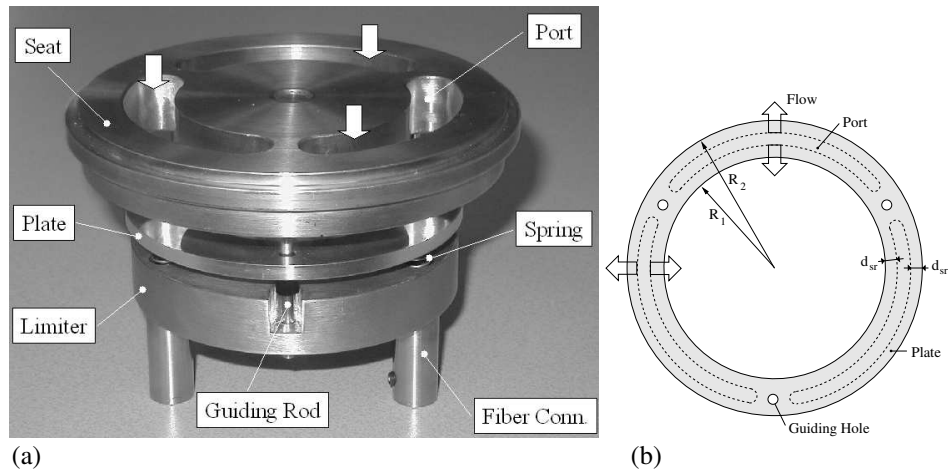 Seat
Port
Plate
Spring
Limiter
Guiding Rod
Fiber Conn.
(a)
Flow
Port
R2
R1
dsr
dsr
Plate
Guiding Hole
(b)